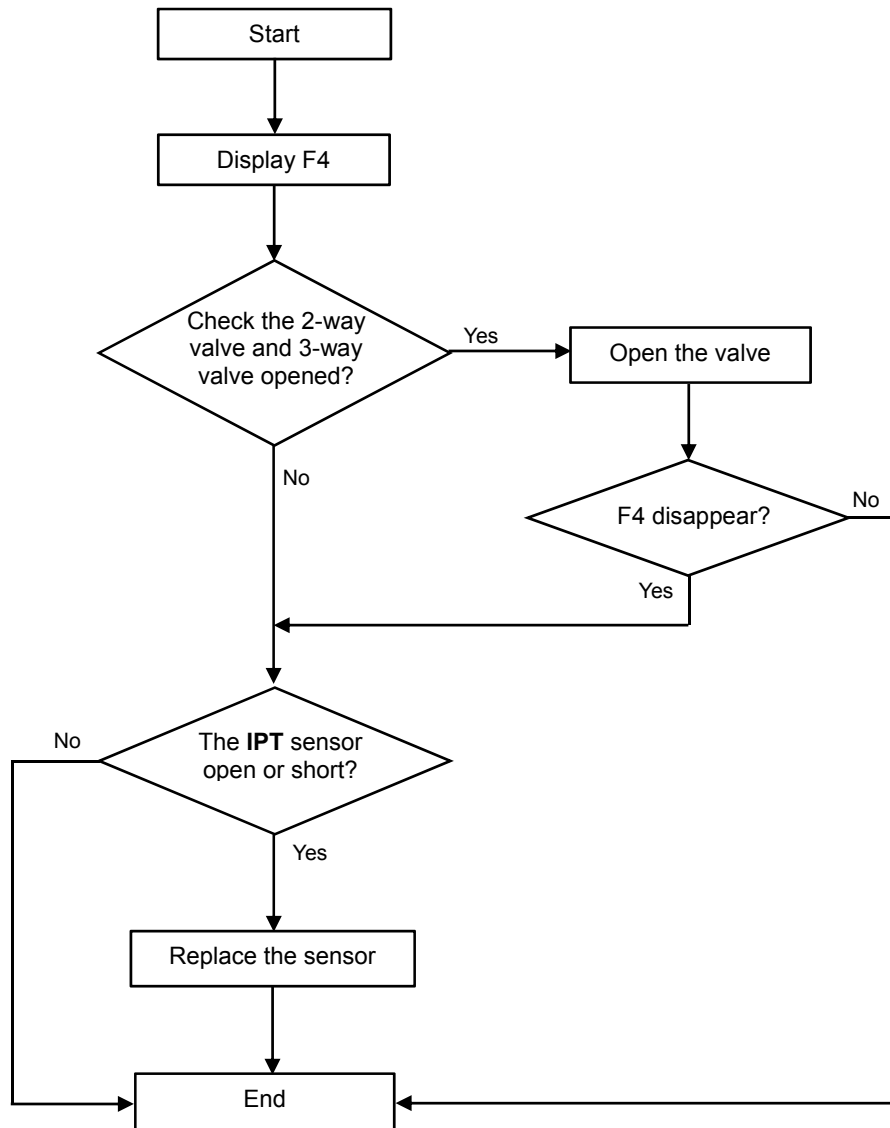 Start
Display F4
Check the 2-way
valve and 3-way
valve opened?
Yes
Open the valve
No
F4 disappear?
No
Yes
No
The IPT sensor
open or short?
Yes
Replace the sensor
End